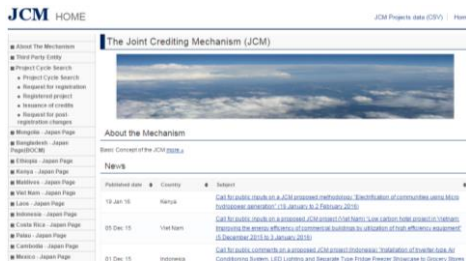 JCM HOME
JCM Projects data (CSV) Hom
The Joint Crediting Mechanism (JCM)
About The Mechanism
Third Party Entity
Project Cycle Search
Project Cycle Search
Request for registration
Registered project
Issuance of credits
Request for post-
registration changes
Mongolia - Japan Page
Bangladesh - Japan
Page(BOCM)
Ethiopia - Japan Page
Kenya - Japan Page
Maldives - Japan Page
Viet Nam - Japan Page
Laos - Japan Page
Indonesia - Japan Page
Costa Rica - Japan Page
Palau - Japan Page
Cambodia - Japan Page
Mexico - Japan Page
About the Mechanism
Basic Concept of the JCM more »
News
Published date Country Subject
19 Jan 16 Kenya Call for public inputs on a JCM proposed methodology: "Electrification of communities using Micro
hydropower generation" (19 January to 2 February 2016)
05 Dec 15 Viet Nam Call for public inputs on a proposed JCM project (Viet Nam) "Low carbon hotel project in Vietnam:
Improving the energy efficiency of commercial buildings by utilization of high efficiency equipment"
(5 December 2015 to 3 January 2016)
01 Dec 15 Indonesia Call for public comments on a proposed JCM project (Indonesia): "Installation of Inverter-type Air
Conditioning System, LED Lighting and Separate Type Fridge Freezer Showcase to Grocery Stores